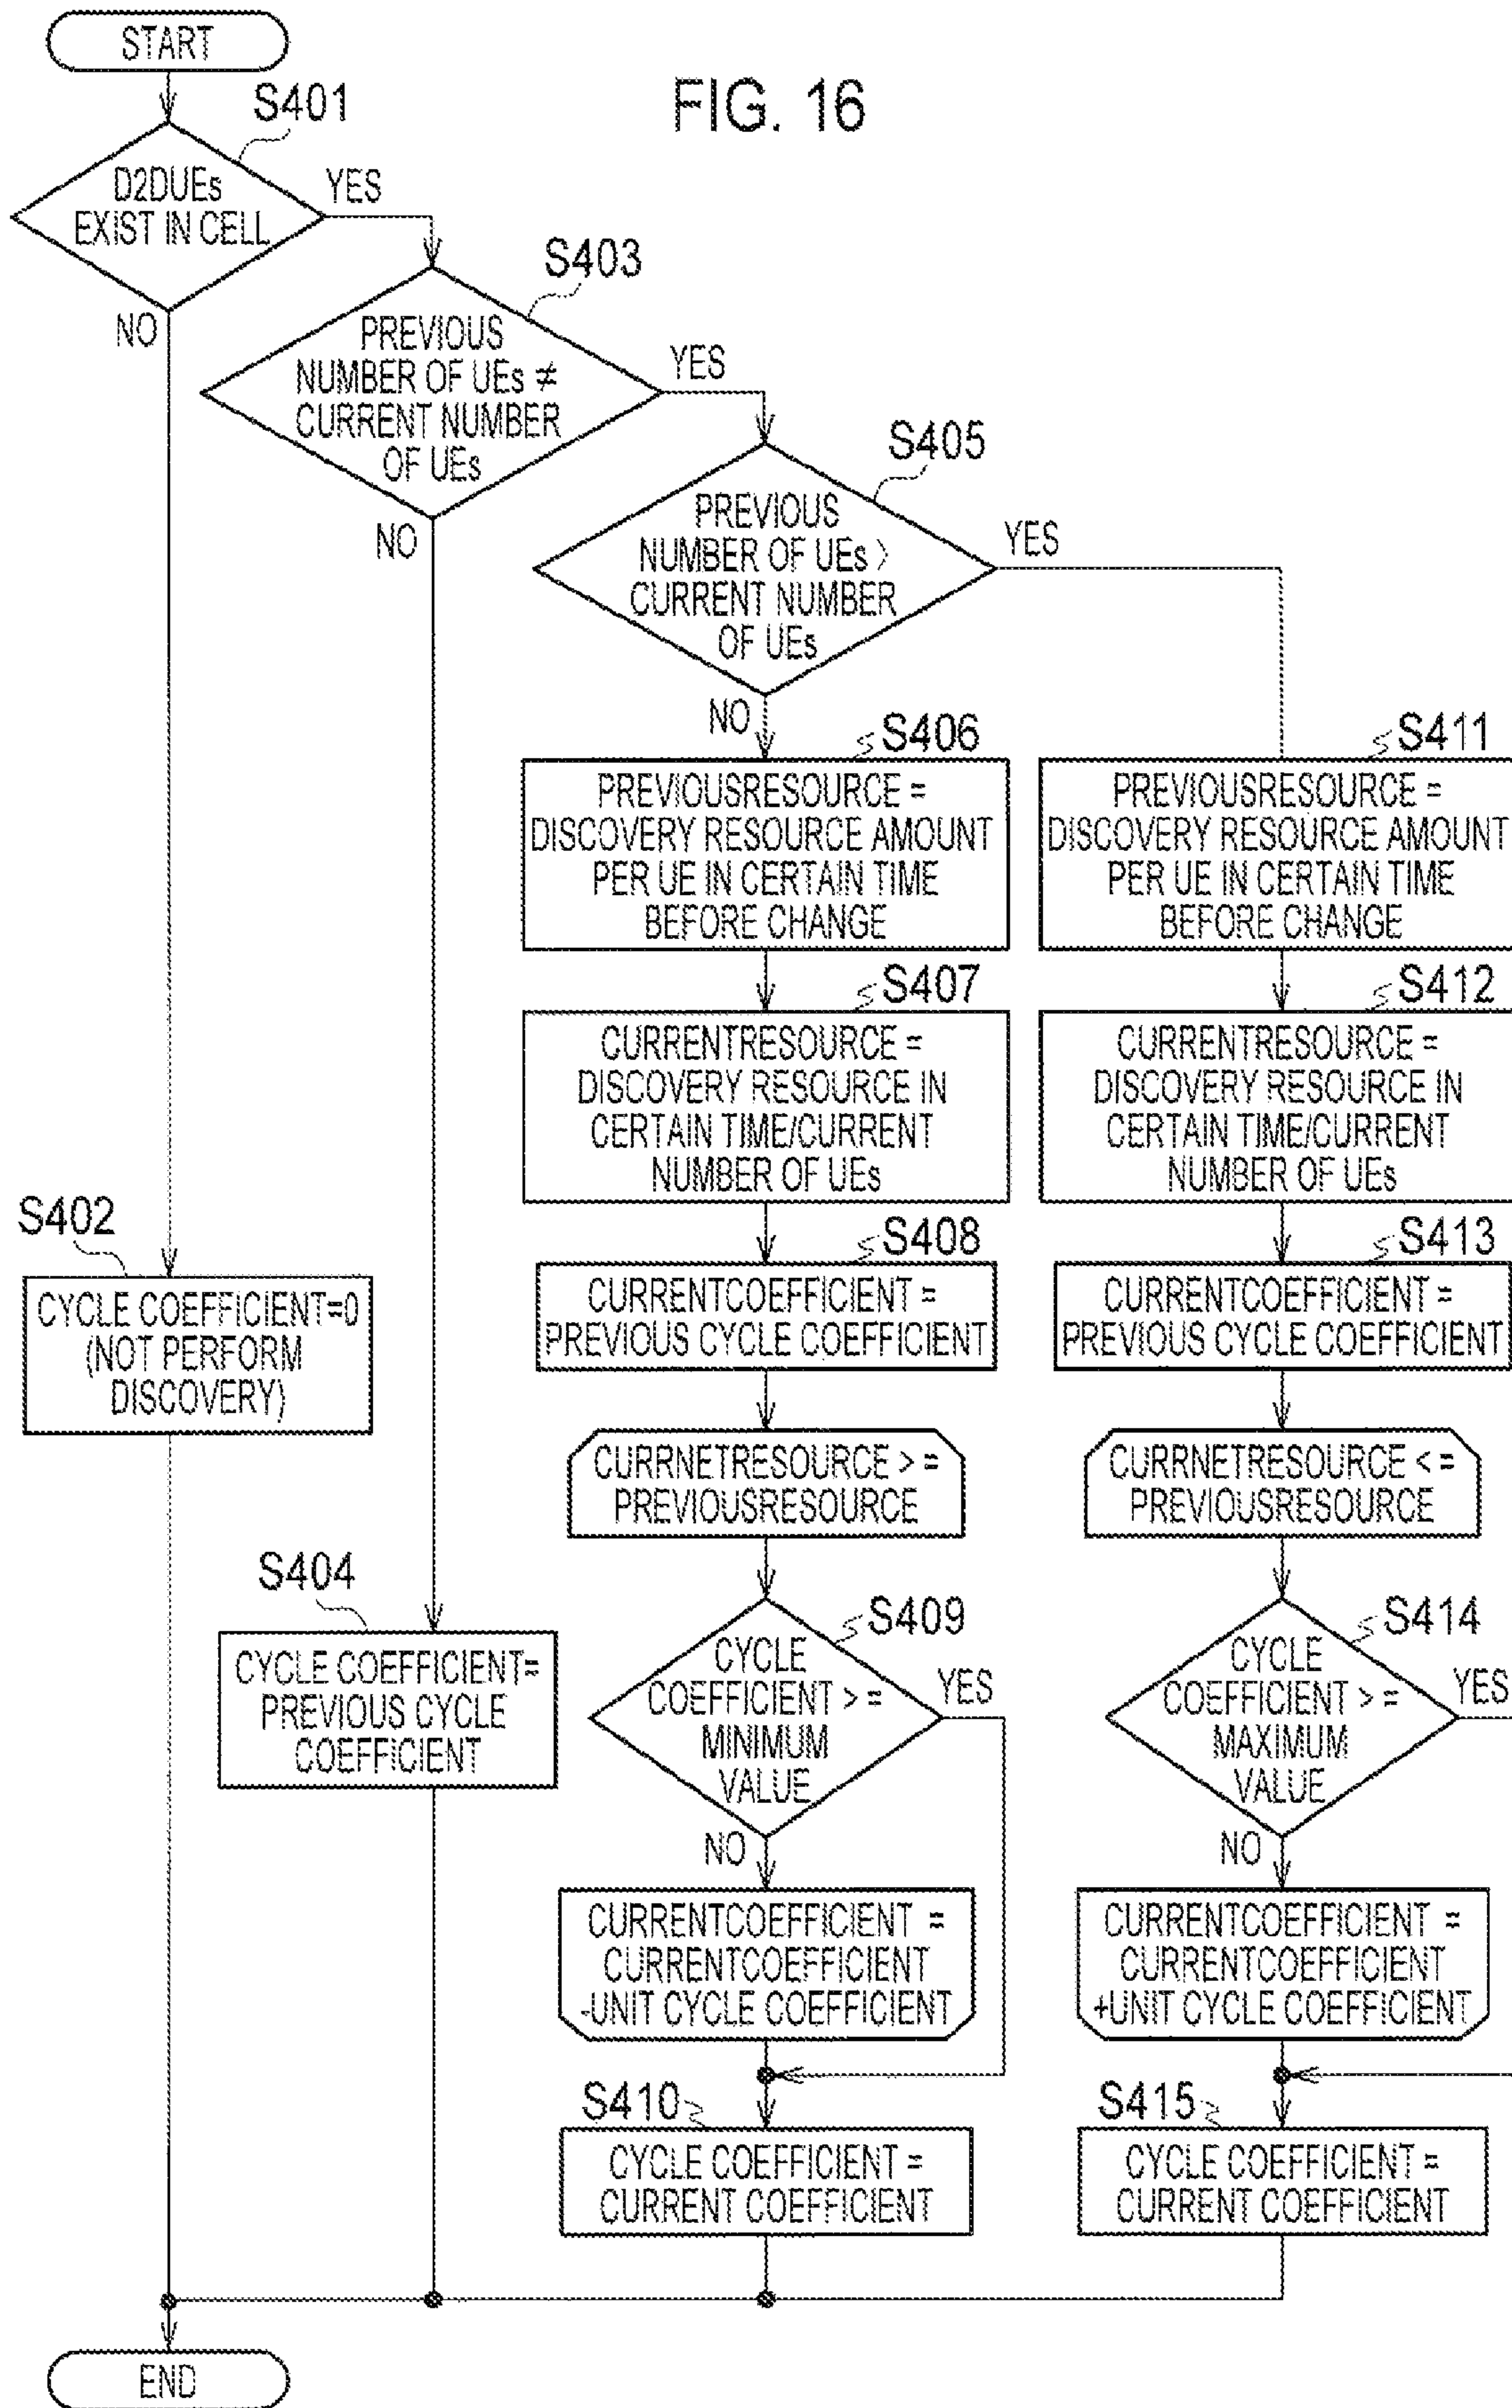 START
FIG. 16
S401
D2DUEs
EXIST IN CELL
YES
NO
S403
PREVIOUS
NUMBER OF UEs ≠
CURRENT NUMBER
OF UEs
YES
NO
S405
PREVIOUS
NUMBER OF UEs >
CURRENT NUMBER
OF UEs
YES
NO
S406
PREVIOUSRESOURCE =
DISCOVERY RESOURCE AMOUNT
PER UE IN CERTAIN TIME
BEFORE CHANGE
S411
PREVIOUSRESOURCE =
DISCOVERY RESOURCE AMOUNT
PER UE IN CERTAIN TIME
BEFORE CHANGE
S407
CURRENTRESOURCE =
DISCOVERY RESOURCE IN
CERTAIN TIME/CURRENT
NUMBER OF UEs
S412
CURRENTRESOURCE =
DISCOVERY RESOURCE IN
CERTAIN TIME/CURRENT
NUMBER OF UEs
S402
CYCLE COEFFICIENT=0
(NOT PERFORM
DISCOVERY)
S408
CURRENTCOEFFICIENT =
PREVIOUS CYCLE COEFFICIENT
S413
CURRENTCOEFFICIENT =
PREVIOUS CYCLE COEFFICIENT
CURRNETRESOURCE > =
PREVIOUSRESOURCE
CURRNETRESOURCE < =
PREVIOUSRESOURCE
S404
CYCLE COEFFICIENT=
PREVIOUS CYCLE
COEFFICIENT
S409
CYCLE
COEFFICIENT > =
MINIMUM
VALUE
YES
NO
S414
CYCLE
COEFFICIENT > =
MAXIMUM
VALUE
YES
NO
CURRENTCOEFFICIENT =
CURRENTCOEFFICIENT
-UNIT CYCLE COEFFICIENT
CURRENTCOEFFICIENT =
CURRENTCOEFFICIENT
+UNIT CYCLE COEFFICIENT
S410
CYCLE COEFFICIENT =
CURRENT COEFFICIENT
S415
CYCLE COEFFICIENT =
CURRENT COEFFICIENT
END